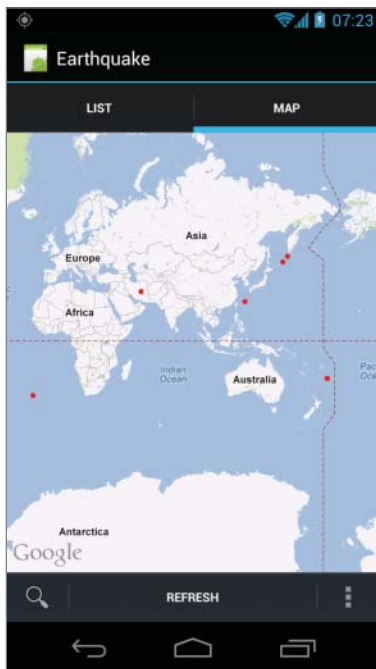 07:23
Earthquake
LIST
MAP
Asia
Europe
Africa
Indian
Ocean
Australia
Pac
Oce
Antarctica
Google
REFRESH